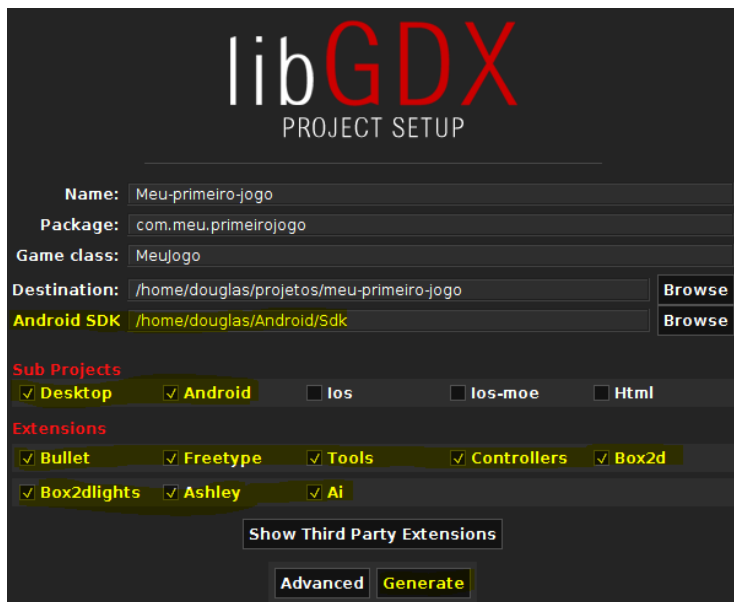 libGDX
PROJECT SETUP
Name: Meu-primeiro-jogo
Package: com.meu.primeirojogo
Game class: MeuJogo
Destination: /home/douglas/projetos/meu-primeiro-jogo Browse
Android SDK /home/douglas/Android/Sdk Browse
Sub Projects
Desktop Android Ios Ios-moe Html
Extensions
Bullet Freetype Tools Controllers Box2d
Box2dlights Ashley Ai
Show Third Party Extensions
Advanced Generate